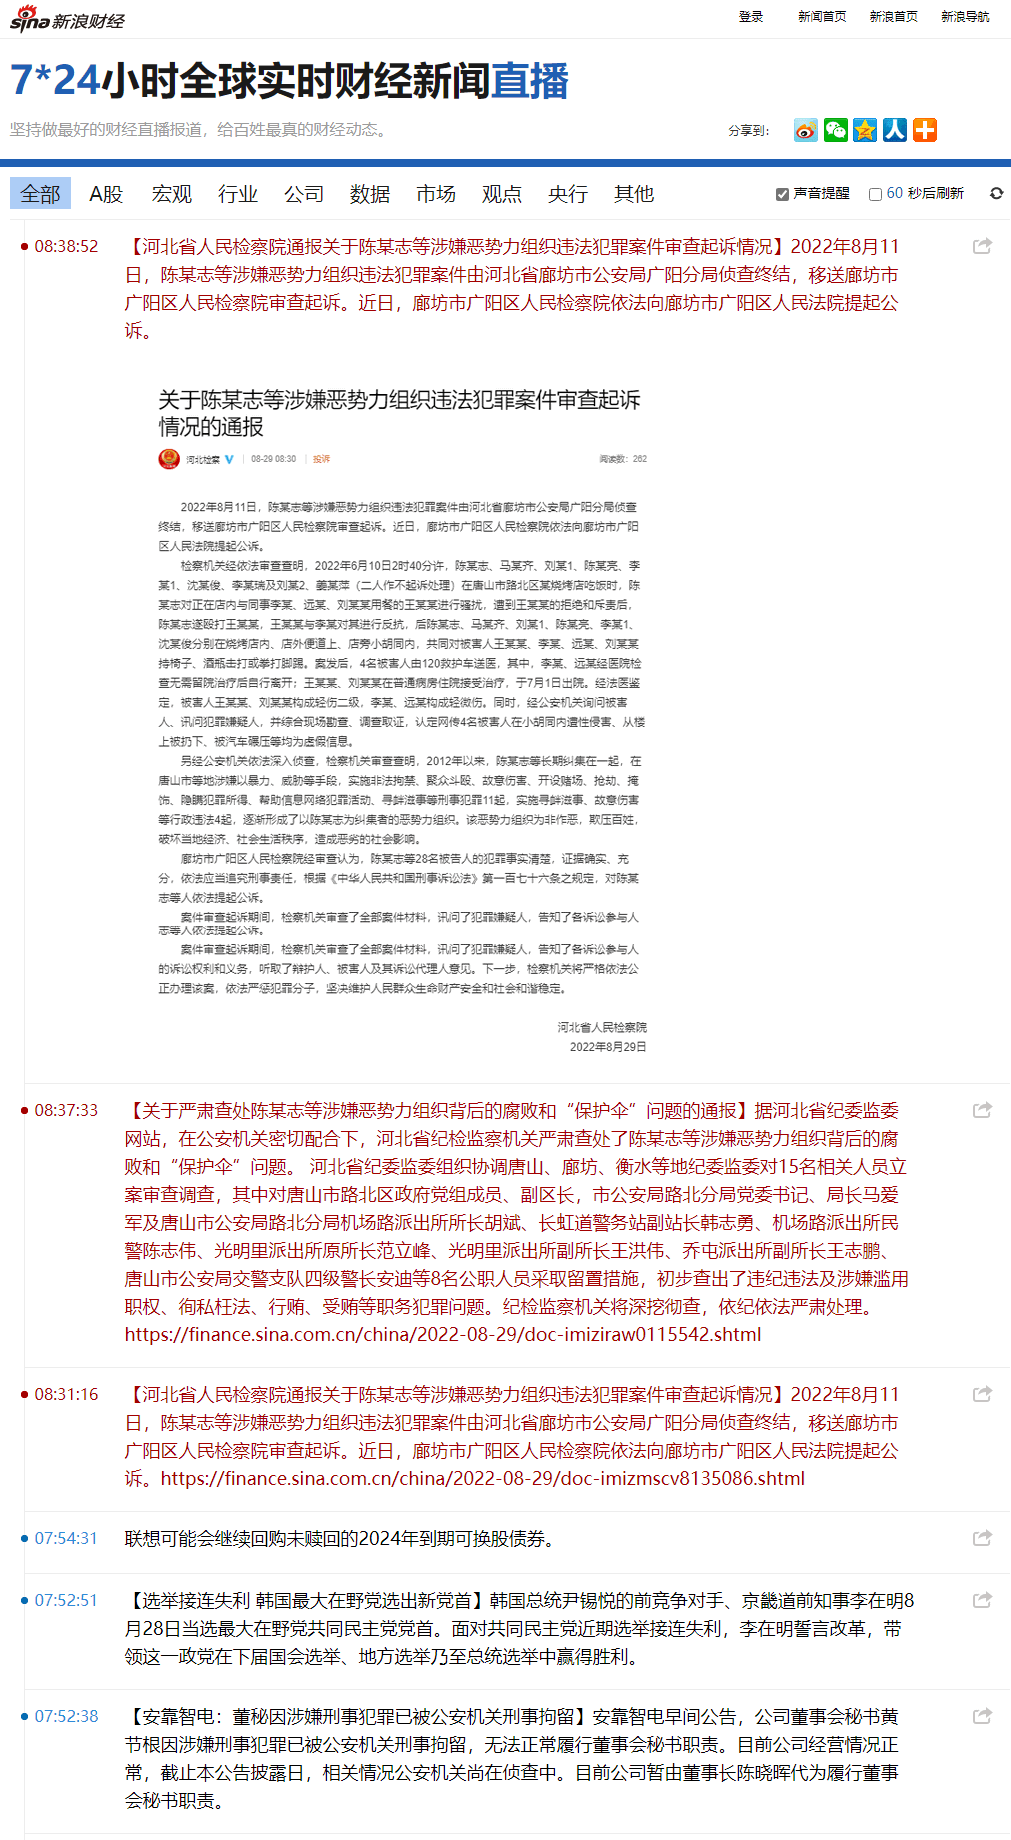 sina新浪财经
登录 新闻首页 新浪首页 新浪导航
7*24小时全球实时财经新闻直播
坚持做最好的财经直播报道，给百姓最真的财经动态。
分享到：
全部 A股 宏观 行业 公司 数据 市场 观点 央行 其他
声音提醒 60 秒后刷新
08:38:52
【河北省人民检察院通报关于陈某志等涉嫌恶势力组织违法犯罪案件审查起诉情况】2022年8月11
日，陈某志等涉嫌恶势力组织违法犯罪案件由河北省廊坊市公安局广阳分局侦查终结，移送廊坊市
广阳区人民检察院审查起诉。近日，廊坊市广阳区人民检察院依法向廊坊市广阳区人民法院提起公
诉。
关于陈某志等涉嫌恶势力组织违法犯罪案件审查起诉
情况的通报
河北检察 08-29 08:30 投诉 阅读数：262
2022年8月11日，陈某志等涉嫌恶势力组织违法犯罪案件由河北省廊坊市公安局广阳分局侦查
终结，移送廊坊市广阳区人民检察院审查起诉。近日，廊坊市广阳区人民检察院依法向廊坊市广阳
区人民法院提起公诉。
检察机关经依法审查查明，2022年6月10日2时40分许，陈某志、马某齐、刘某1、陈某亮、李
某1、沈某俊、李某瑞及刘某2、姜某萍（二人作不起诉处理）在唐山市路北区某烧烤店吃饭时，陈
某志对正在店内与同事李某、远某、刘某某用餐的王某某进行骚扰，遭到王某某的拒绝和斥责后，
陈某志遂殴打王某某，王某某与李某对其进行反抗，后陈某志、马某齐、刘某1、陈某亮、李某1、
沈某俊分别在烧烤店内、店外便道上、店旁小胡同内，共同对被害人王某某、李某、远某、刘某某
持椅子、酒瓶击打或拳打脚踢。案发后，4名被害人由120救护车送医，其中，李某、远某经医院检
查无需留院治疗后自行离开；王某某、刘某某在普通病房住院接受治疗，于7月1日出院。经法医鉴
定，被害人王某某、刘某某构成轻伤二级，李某、远某构成轻微伤。同时，经公安机关询问被害
人、讯问犯罪嫌疑人，并综合现场勘查、调查取证，认定网传4名被害人在小胡同内遭性侵害、从楼
上被扔下、被汽车碾压等均为虚假信息。
另经公安机关依法深入侦查，检察机关审查查明，2012年以来，陈某志等长期纠集在一起，在
唐山市等地涉嫌以暴力、威胁等手段，实施非法拘禁、聚众斗殴、故意伤害、开设赌场、抢劫、掩
饰、隐瞒犯罪所得、帮助信息网络犯罪活动、寻衅滋事等刑事犯罪11起，实施寻衅滋事、故意伤害
等行政违法4起，逐渐形成了以陈某志为纠集者的恶势力组织。该恶势力组织为非作恶，欺压百姓，
破坏当地经济、社会生活秩序，造成恶劣的社会影响。
廊坊市广阳区人民检察院经审查认为，陈某志等28名被告人的犯罪事实清楚，证据确实、充
分，依法应当追究刑事责任，根据《中华人民共和国刑事诉讼法》第一百七十六条之规定，对陈某
志等人依法提起公诉。
案件审查起诉期间，检察机关审查了全部案件材料，讯问了犯罪嫌疑人，告知了各诉讼参与人
志等人依法提起公诉。
案件审查起诉期间，检察机关审查了全部案件材料，讯问了犯罪嫌疑人，告知了各诉讼参与人
的诉讼权利和义务，听取了辩护人、被害人及其诉讼代理人意见。下一步，检察机关将严格依法公
正办理该案，依法严惩犯罪分子，坚决维护人民群众生命财产安全和社会和谐稳定。
河北省人民检察院
2022年8月29日
08:37:33
【关于严肃查处陈某志等涉嫌恶势力组织背后的腐败和“保护伞”问题的通报】据河北省纪委监委
网站，在公安机关密切配合下，河北省纪检监察机关严肃查处了陈某志等涉嫌恶势力组织背后的腐
败和“保护伞”问题。 河北省纪委监委组织协调唐山、廊坊、衡水等地纪委监委对15名相关人员立
案审查调查，其中对唐山市路北区政府党组成员、副区长，市公安局路北分局党委书记、局长马爱
军及唐山市公安局路北分局机场路派出所所长胡斌、长虹道警务站副站长韩志勇、机场路派出所民
警陈志伟、光明里派出所原所长范立峰、光明里派出所副所长王洪伟、乔屯派出所副所长王志鹏、
唐山市公安局交警支队四级警长安迪等8名公职人员采取留置措施，初步查出了违纪违法及涉嫌滥用
职权、徇私枉法、行贿、受贿等职务犯罪问题。纪检监察机关将深挖彻查，依纪依法严肃处理。
https://finance.sina.com.cn/china/2022-08-29/doc-imiziraw0115542.shtml
08:31:16
【河北省人民检察院通报关于陈某志等涉嫌恶势力组织违法犯罪案件审查起诉情况】2022年8月11
日，陈某志等涉嫌恶势力组织违法犯罪案件由河北省廊坊市公安局广阳分局侦查终结，移送廊坊市
广阳区人民检察院审查起诉。近日，廊坊市广阳区人民检察院依法向廊坊市广阳区人民法院提起公
诉。https://finance.sina.com.cn/china/2022-08-29/doc-imizmscv8135086.shtml
07:54:31
联想可能会继续回购未赎回的2024年到期可换股债券。
07:52:51
【选举接连失利 韩国最大在野党选出新党首】韩国总统尹锡悦的前竞争对手、京畿道前知事李在明8
月28日当选最大在野党共同民主党党首。面对共同民主党近期选举接连失利，李在明誓言改革，带
领这一政党在下届国会选举、地方选举乃至总统选举中赢得胜利。
07:52:38
【安靠智电：董秘因涉嫌刑事犯罪已被公安机关刑事拘留】安靠智电早间公告，公司董事会秘书黄
节根因涉嫌刑事犯罪已被公安机关刑事拘留，无法正常履行董事会秘书职责。目前公司经营情况正
常，截止本公告披露日，相关情况公安机关尚在侦查中。目前公司暂由董事长陈晓晖代为履行董事
会秘书职责。